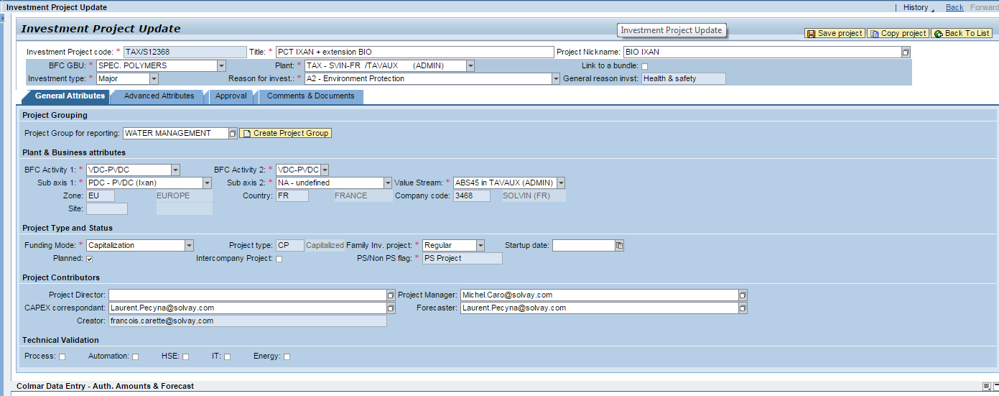 Investment Project Update | History Back Forward
Investment Project Update
Investment Project Update
Save project Copy project Back To List
Investment Project code: * TAX/S12368 Title: * PCT IXAN + extension BIO Project Nickname: BIO IXAN
BFC GBU: * SPEC. POLYMERS Plant: * TAX - SVIN-FR /TAVAUX (ADMIN) Link to a bundle:
Investment type: * Major Reason for invest.: * A2 - Environment Protection General reason invst: Health & safety
General Attributes Advanced Attributes Approval Comments & Documents
Project Grouping
Project Group for reporting: WATER MANAGEMENT Create Project Group
Plant & Business attributes
BFC Activity 1: * VDC-PVDC BFC Activity 2: * VDC-PVDC
Sub axis 1: * PDC - PVDC (Ixan) Sub axis 2: * NA - undefined Value Stream: * ABS45 in TAVAUX (ADMIN)
Zone: EU EUROPE Country: FR FRANCE Company code: 3468 SOLVIN (FR)
Site:
Project Type and Status
Funding Mode: * Capitalization Project type: CP Capitalized Family Inv. project: * Regular Startup date:
Planned: Intercompany Project: PS/Non PS flag: * PS Project
Project Contributors
Project Director: Project Manager: Michel.Caro@solvay.com
CAPEX correspondant: Laurent.Pecyna@solvay.com Forecaster: Laurent.Pecyna@solvay.com
Creator: francois.carette@solvay.com
Technical Validation
Process: Automation: HSE: IT: Energy:
Colmar Data Entry - Auth. Amounts & Forecast